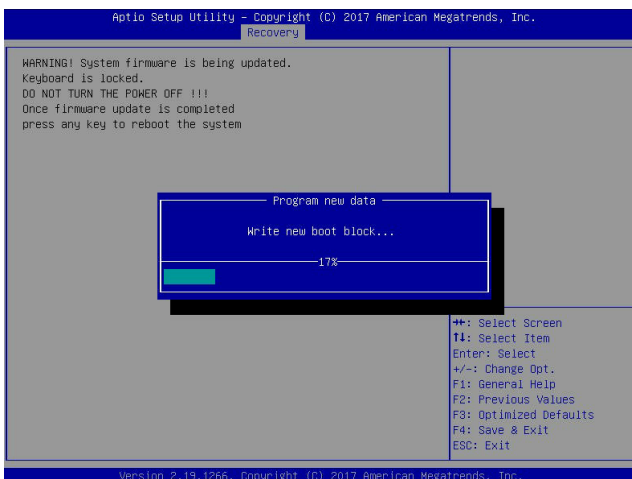 Aptio Setup Utility – Copyright (C) 2017 American Megatrends, Inc.
Recovery
WARNING! System firmware is being updated.
Keyboard is locked.
DO NOT TURN THE POWER OFF !!!
Once firmware update is completed
press any key to reboot the system
Program new data
Write new boot block...
17%
→←: Select Screen
↑↓: Select Item
Enter: Select
+/-: Change Opt.
F1: General Help
F2: Previous Values
F3: Optimized Defaults
F4: Save & Exit
ESC: Exit
Version 2.19.1266. Copyright (C) 2017 American Megatrends, Inc.